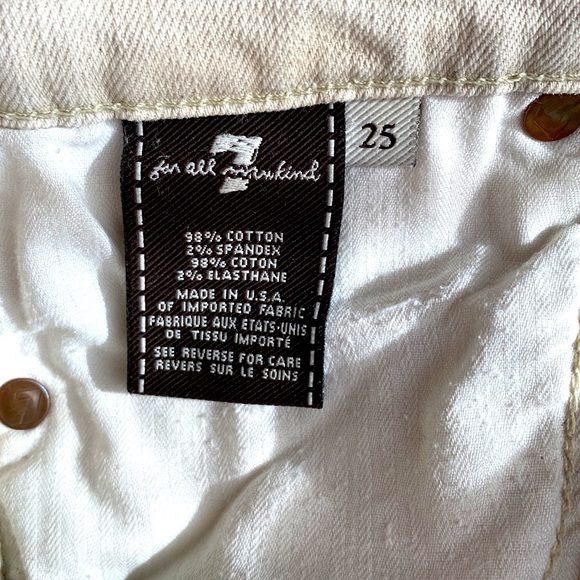 7
for all mankind
25
98% COTTON
2% SPANDEX
98% COTON
2% ELASTHANE
MADE IN U.S.A.
OF IMPORTED FABRIC
FABRIQUE AUX ETATS-UNIS
DE TISSU IMPORTÉ
SEE REVERSE FOR CARE
REVERS SUR LE SOINS